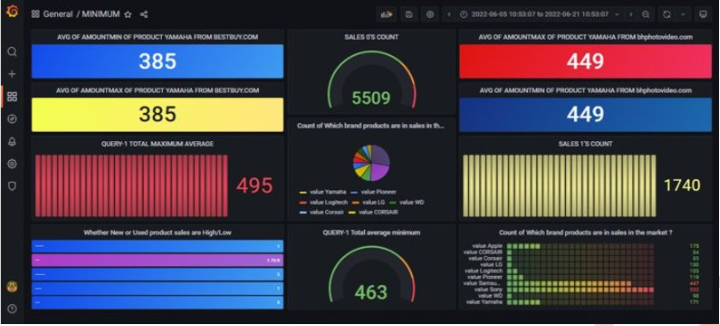 General / MINIMUM
2022-06-05 10:53:07 to 2022-06-21 10:53:07
AVG OF AMOUNTMIN OF PRODUCT YAMAHA FROM BESTBUY.COM
385
SALES 0'S COUNT
5509
AVG OF AMOUNTMAX OF PRODUCT YAMAHA FROM bhphotovideo.com
449
AVG OF AMOUNTMAX OF PRODUCT YAMAHA FROM BESTBUY.COM
385
AVG OF AMOUNTMIN OF PRODUCT YAMAHA FROM bhphotovideo.com
449
Count of Which brand products are in sales in th...
value Yamaha value Pioneer
value Logitech value LG value WD
value Corsair value CORSAIR
QUERY-1 TOTAL MAXIMUM AVERAGE
495
SALES 1'S COUNT
1740
Whether New or Used product sales are High/Low
QUERY-1 Total average minimum
463
Count of Which brand products are in sales in the market ?
value Apple 175
value CORSAIR
value Corsair
value LG
value Logitech
value Pioneer
value Samsu... 447
value Sony
value WD
value Yamaha 171